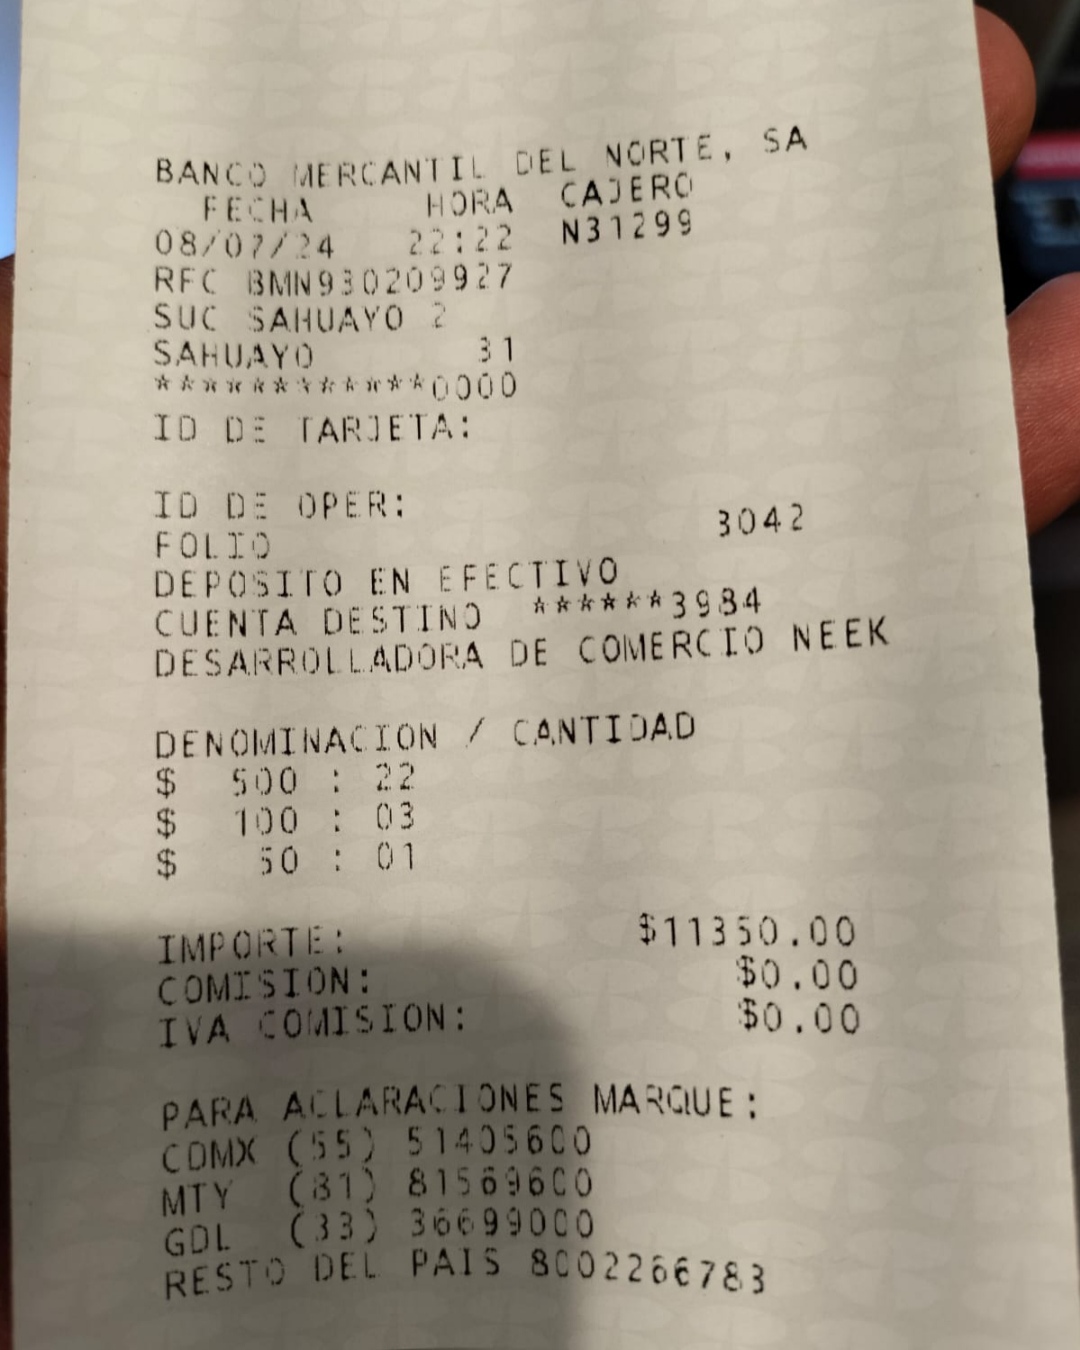 BANCO MERCANTIL DEL NORTE, SA
FECHA HORA CAJERO
08/07/24 22:22 N31299
RFC BMN930209927
SUC SAHUAYO 2
SAHUAYO 31
************0000
ID DE TARJETA:
ID DE OPER:
FOLIO 3042
DEPOSITO EN EFECTIVO
CUENTA DESTINO ******3984
DESARROLLADORA DE COMERCIO NEEK
DENOMINACION / CANTIDAD
$ 500 : 22
$ 100 : 03
$ 50 : 01
IMPORTE: $11350.00
COMISION: $0.00
IVA COMISION: $0.00
PARA ACLARACIONES MARQUE:
CDMX (55) 51405600
MTY (81) 81569600
GDL (33) 36699000
RESTO DEL PAIS 8002266783